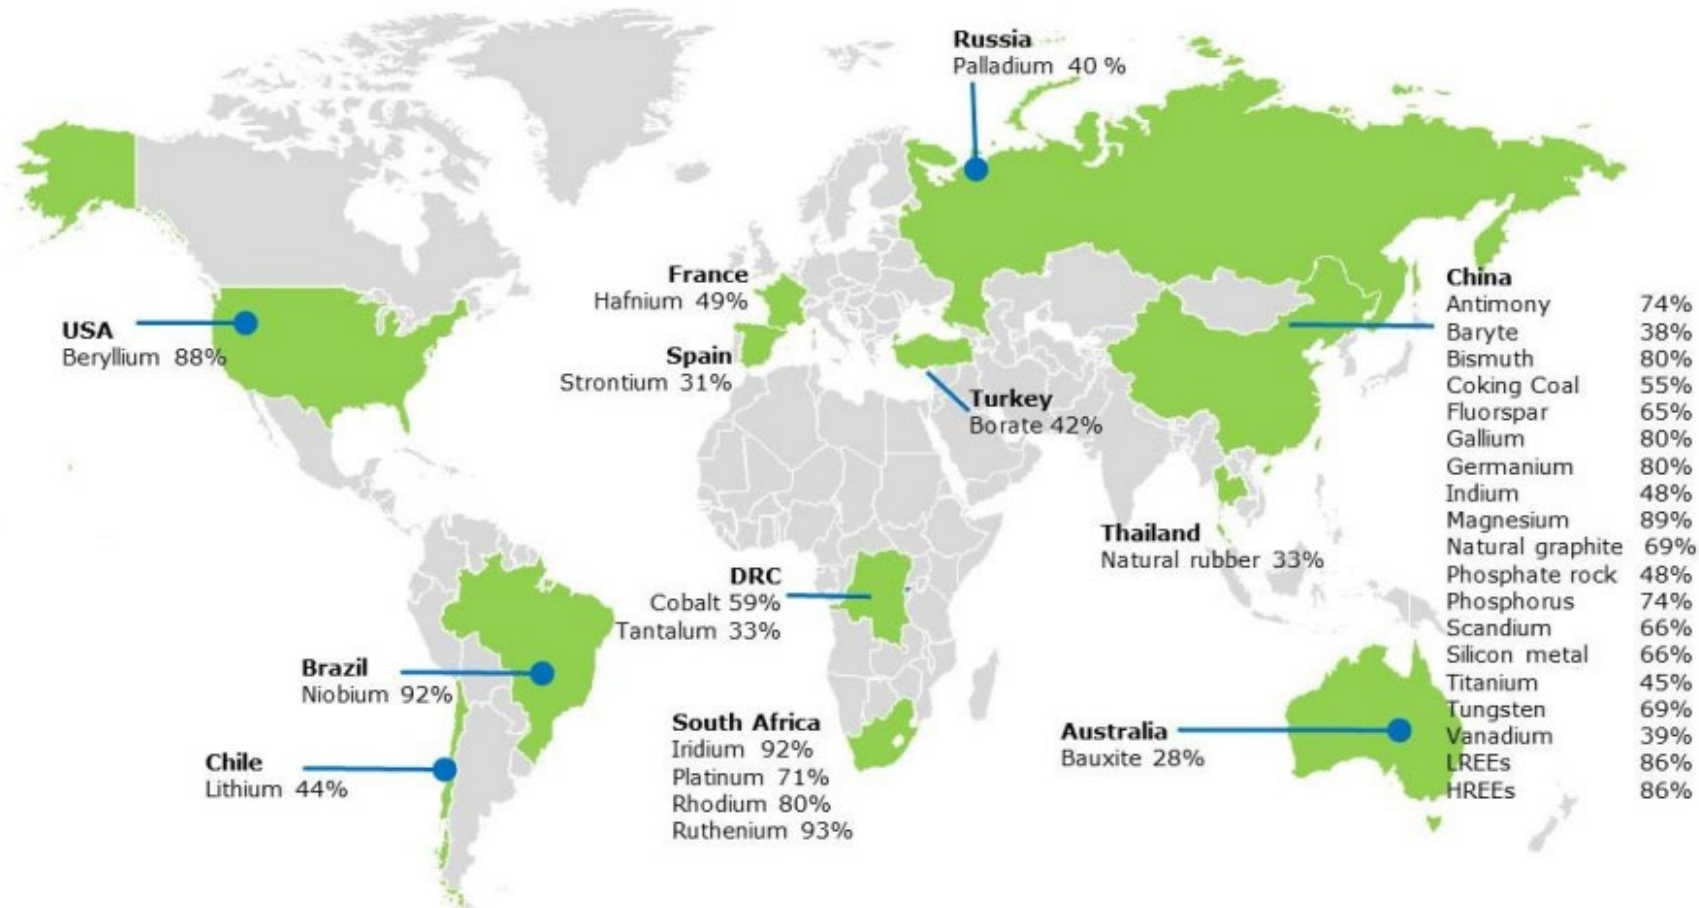 Russia
Palladium 40 %
France
Hafnium 49%
USA
Beryllium 88%
Spain
Strontium 31%
Turkey
Borate 42%
China
Antimony 74%
Baryte 38%
Bismuth 80%
Coking Coal 55%
Fluorspar 65%
Gallium 80%
Germanium 80%
Indium 48%
Magnesium 89%
Natural graphite 69%
Phosphate rock 48%
Phosphorus 74%
Scandium 66%
Silicon metal 66%
Titanium 45%
Tungsten 69%
Vanadium 39%
LREEs 86%
HREEs 86%
Thailand
Natural rubber 33%
DRC
Cobalt 59%
Tantalum 33%
Brazil
Niobium 92%
Chile
Lithium 44%
South Africa
Iridium 92%
Platinum 71%
Rhodium 80%
Ruthenium 93%
Australia
Bauxite 28%